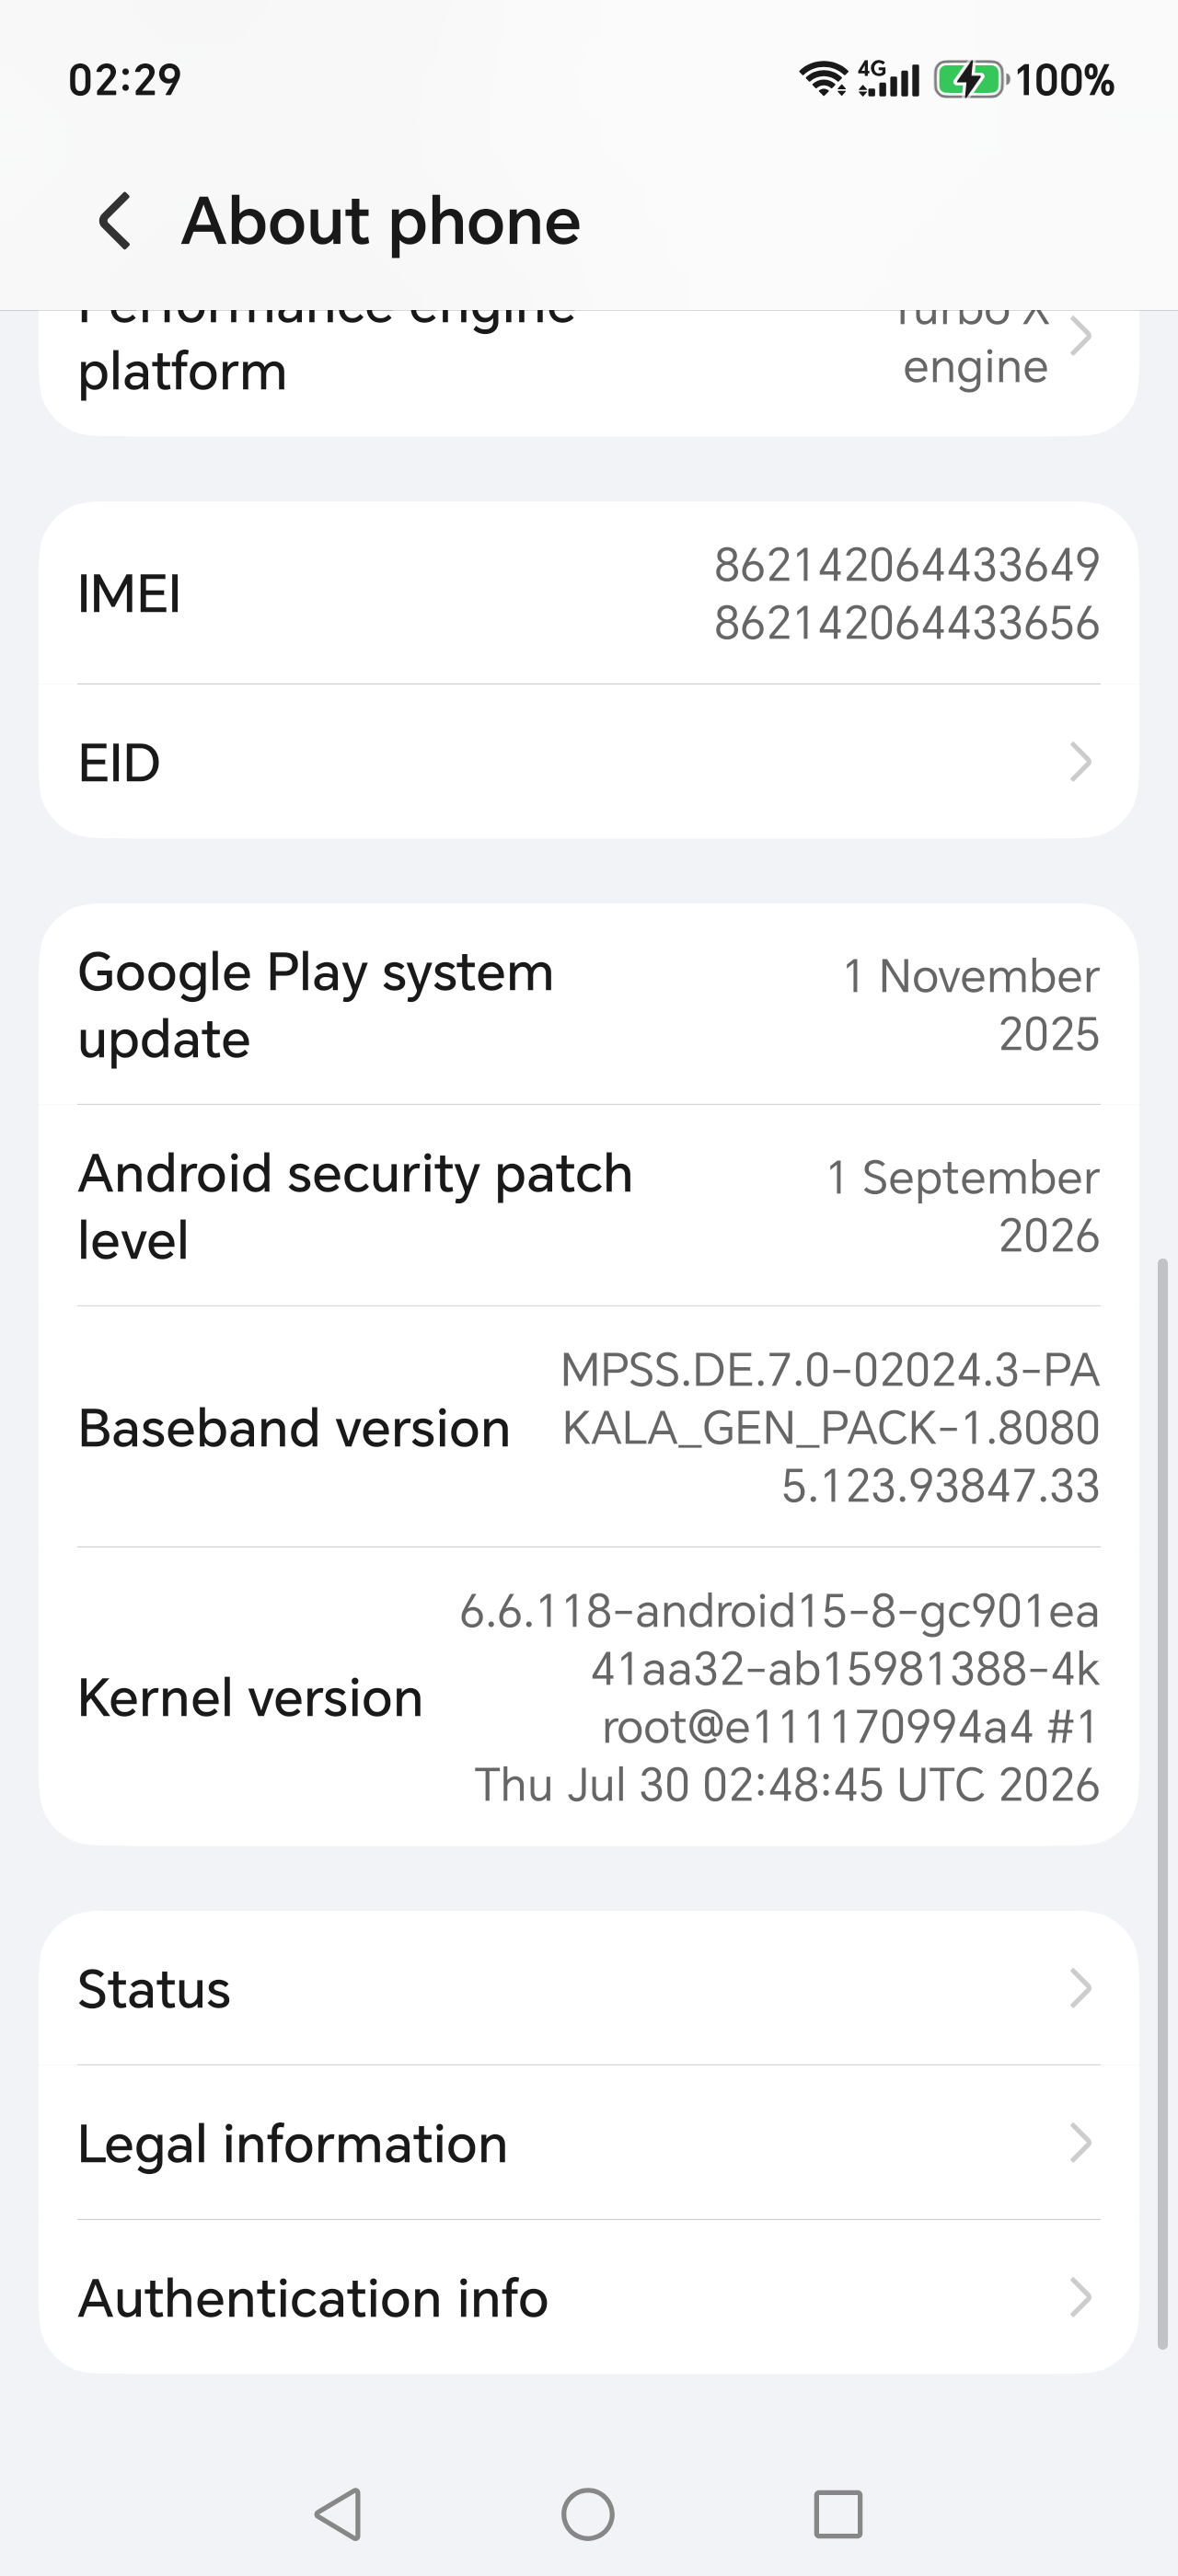 02:29
4G
100%
About phone
Performance engine
platform
Turbo X
engine
IMEI
862142064433649
862142064433656
EID
Google Play system
update
1 November
2025
Android security patch
level
1 September
2026
Baseband version
MPSS.DE.7.0-02024.3-PA
KALA_GEN_PACK-1.8080
5.123.93847.33
Kernel version
6.6.118-android15-8-gc901ea
41aa32-ab15981388-4k
root@e111170994a4 #1
Thu Jul 30 02:48:45 UTC 2026
Status
Legal information
Authentication info